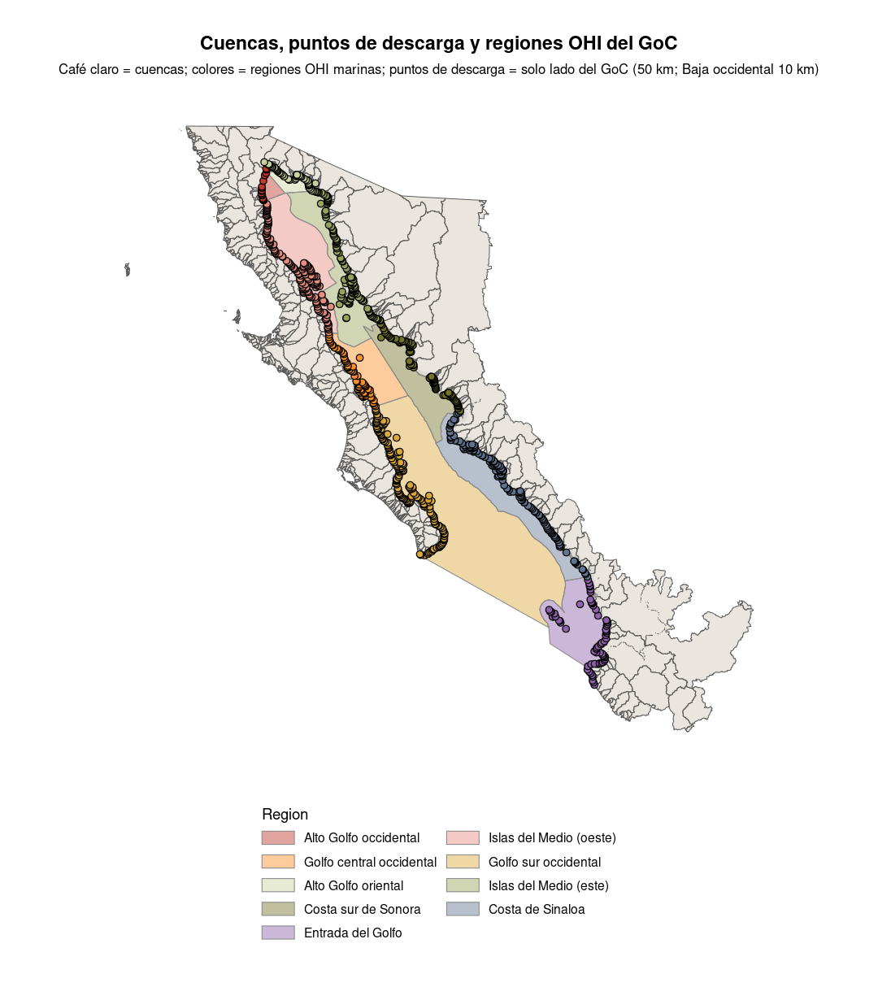 Cuencas, puntos de descarga y regiones OHI del GoC
Café claro = cuencas; colores = regiones OHI marinas; puntos de descarga = solo lado del GoC (50 km; Baja occidental 10 km)
Region
Alto Golfo occidental
Islas del Medio (oeste)
Golfo central occidental
Golfo sur occidental
Alto Golfo oriental
Islas del Medio (este)
Costa sur de Sonora
Costa de Sinaloa
Entrada del Golfo